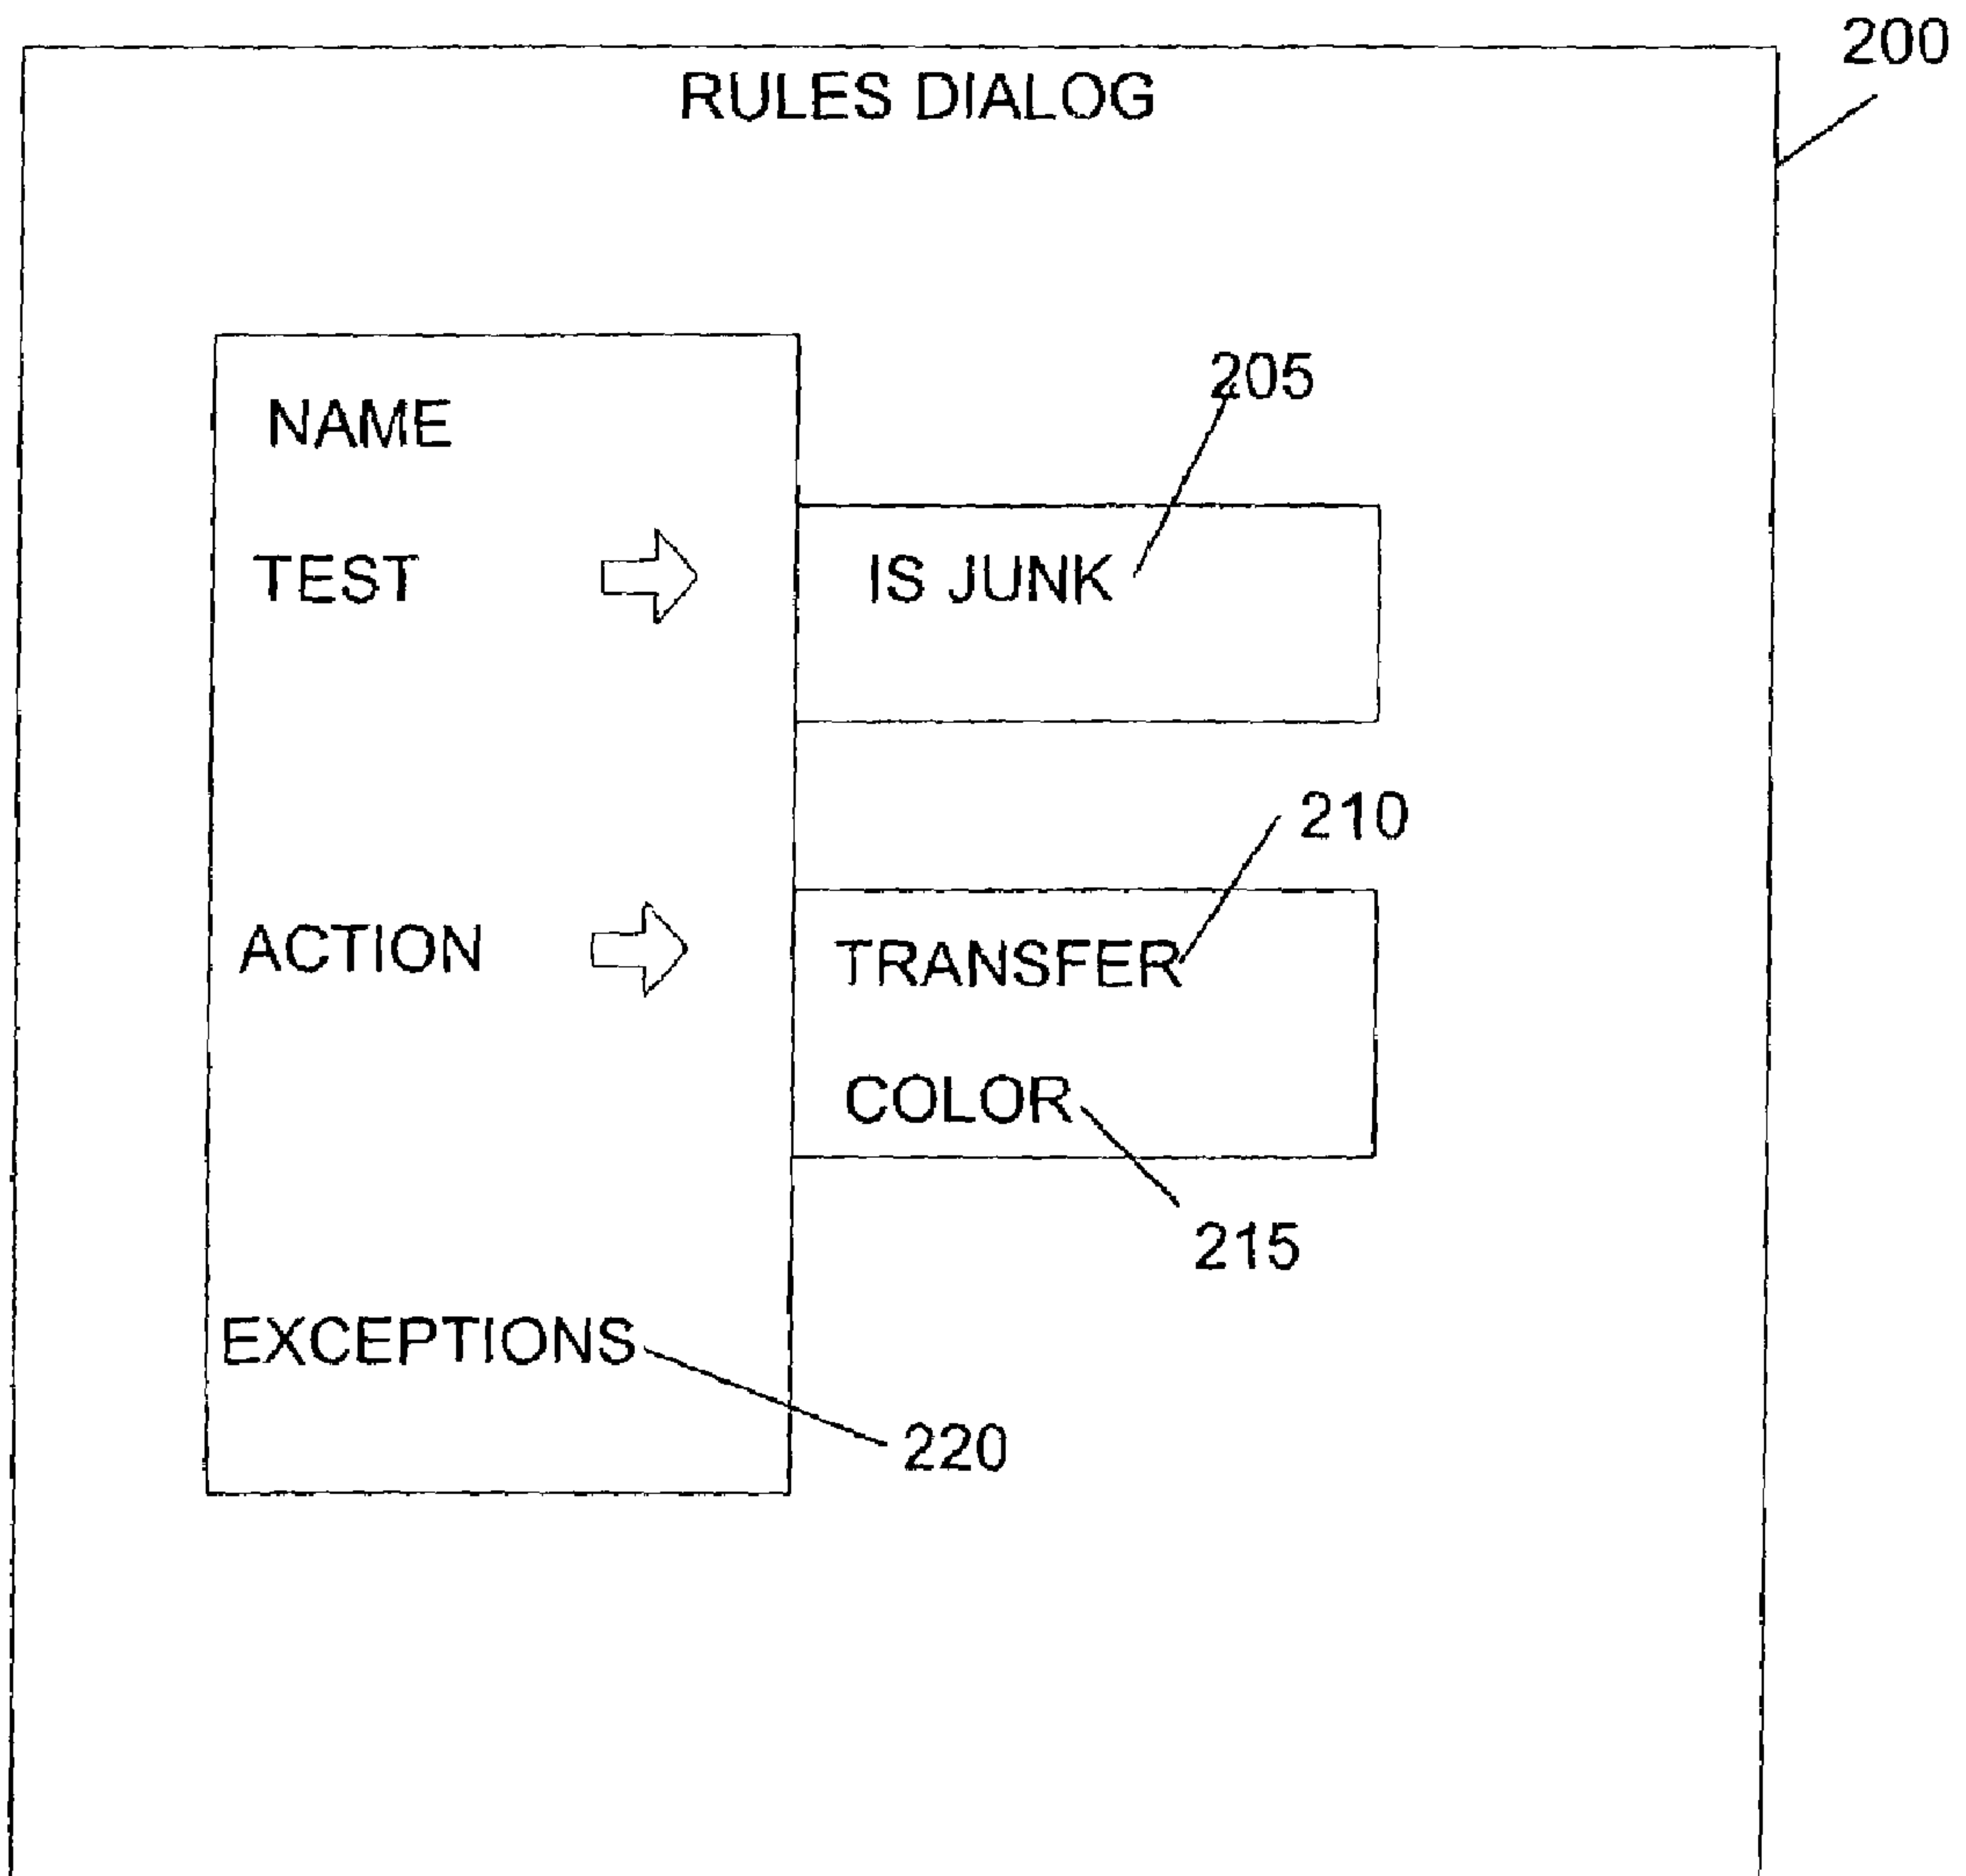 200
RULES DIALOG
NAME
205
TEST
IS JUNK
210
ACTION
TRANSFER
COLOR
215
EXCEPTIONS
220